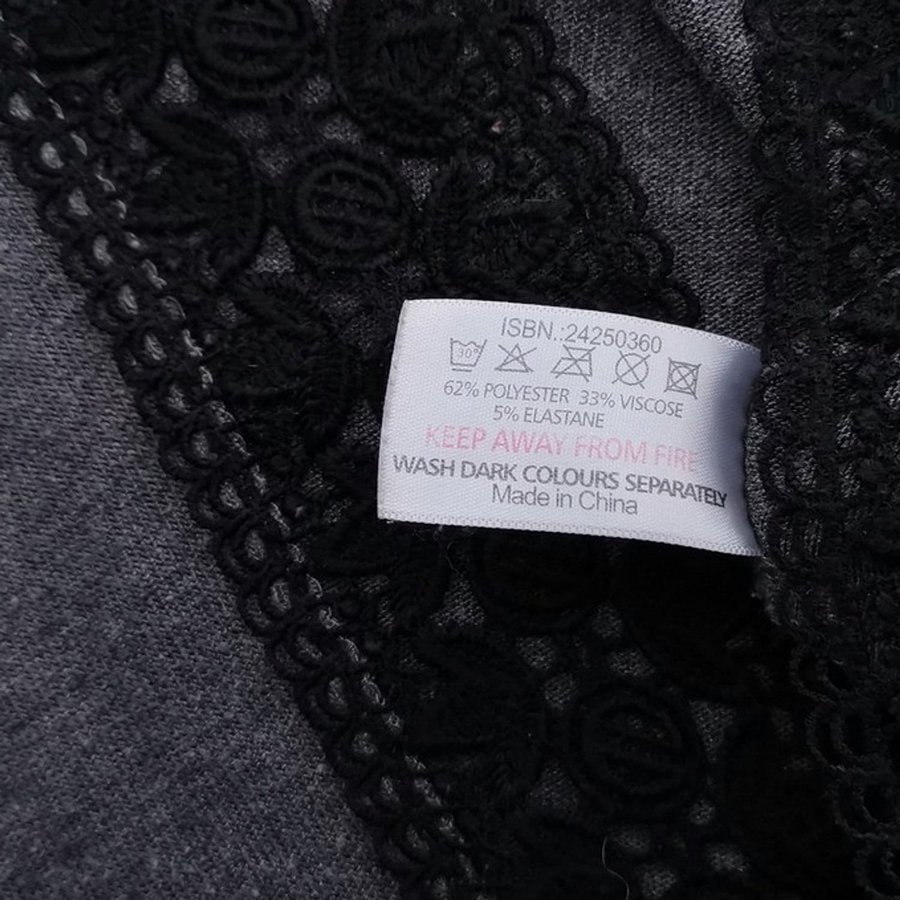 ISBN.:24250360
30°
62% POLYESTER 33% VISCOSE
5% ELASTANE
KEEP AWAY FROM FIRE
WASH DARK COLOURS SEPARATELY
Made in China